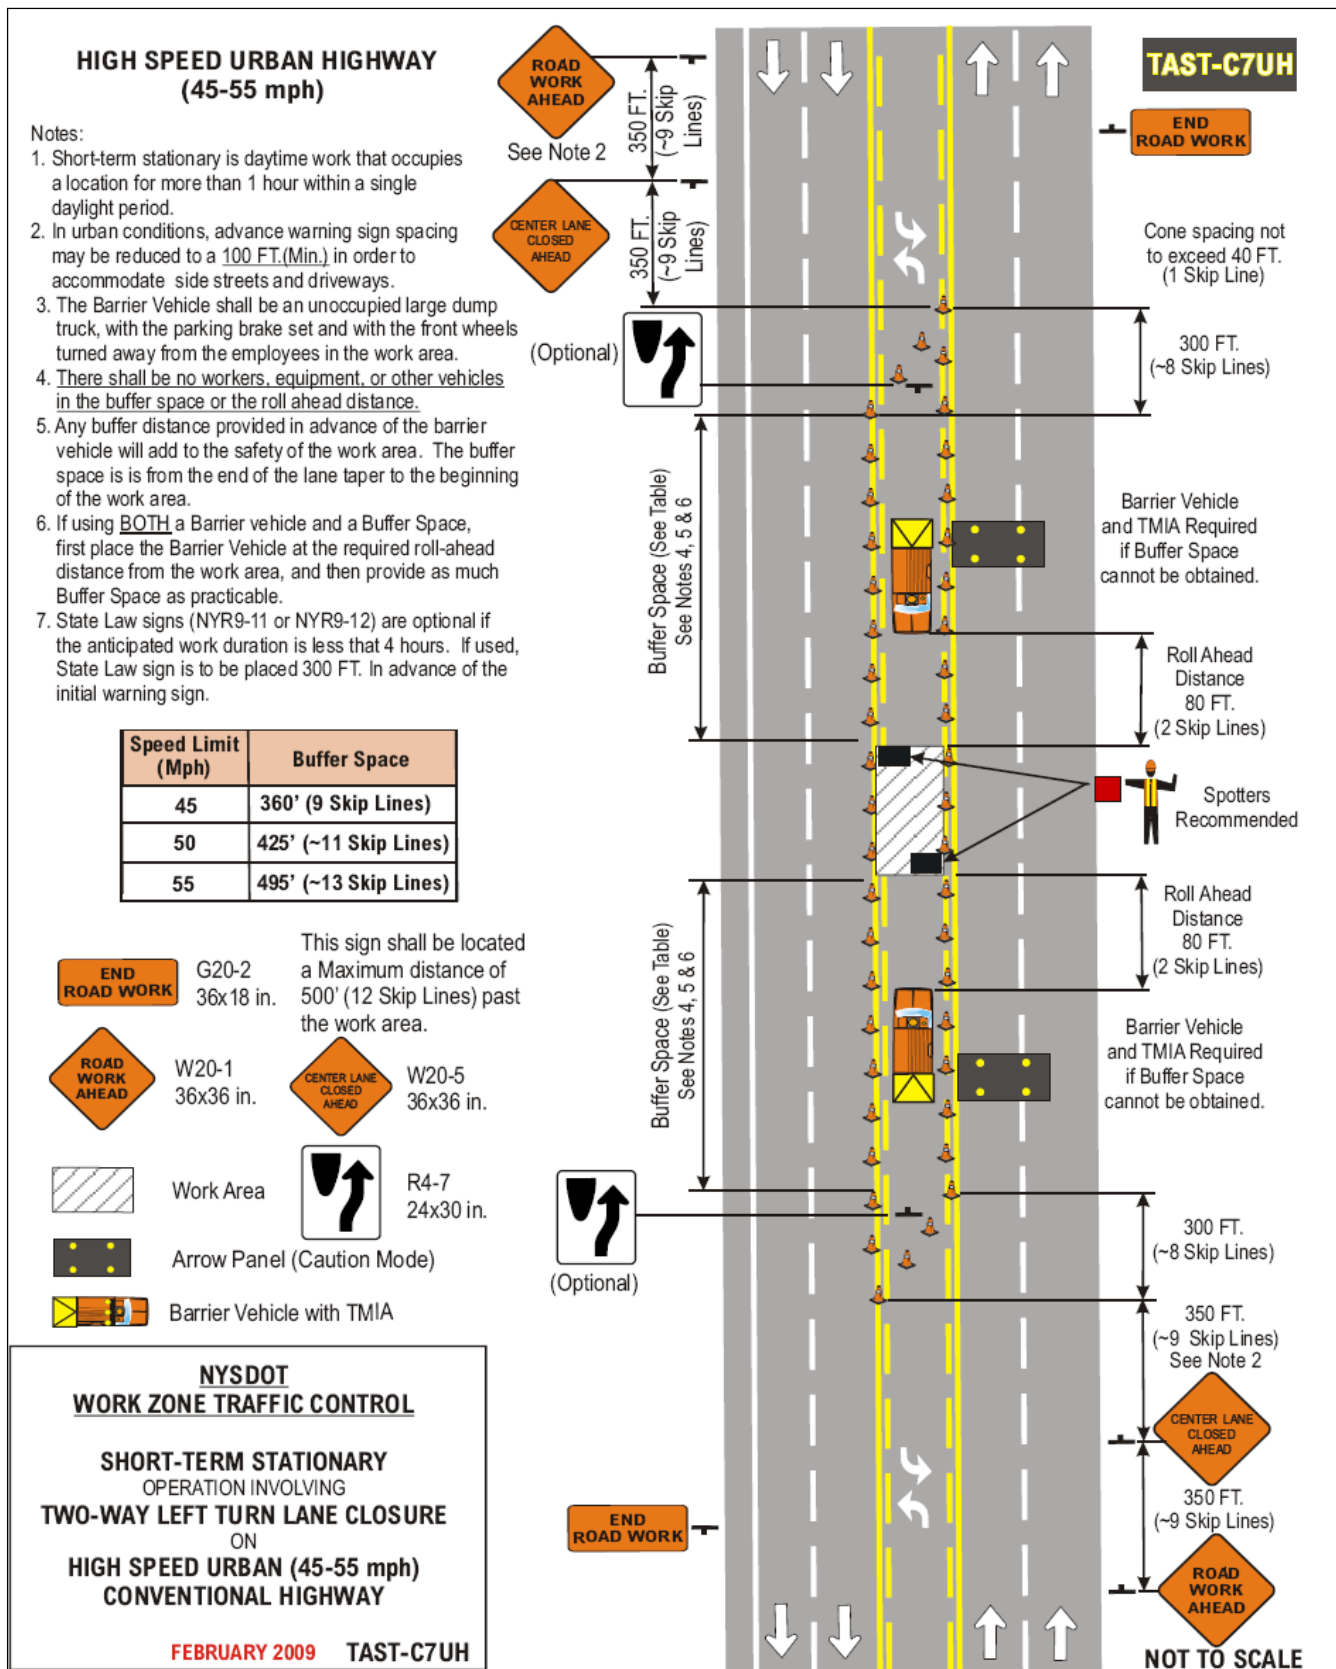 HIGH SPEED URBAN HIGHWAY
(45-55 mph)
Notes:
1. Short-term stationary is daytime work that occupies
a location for more than 1 hour within a single
daylight period.
2. In urban conditions, advance warning sign spacing
may be reduced to a 100 FT.(Min.) in order to
accommodate side streets and driveways.
3. The Barrier Vehicle shall be an unoccupied large dump
truck, with the parking brake set and with the front wheels
turned away from the employees in the work area.
4. There shall be no workers, equipment, or other vehicles
in the buffer space or the roll ahead distance.
5. Any buffer distance provided in advance of the barrier
vehicle will add to the safety of the work area. The buffer
space is is from the end of the lane taper to the beginning
of the work area.
6. If using BOTH a Barrier vehicle and a Buffer Space,
first place the Barrier Vehicle at the required roll-ahead
distance from the work area, and then provide as much
Buffer Space as practicable.
7. State Law signs (NYR9-11 or NYR9-12) are optional if
the anticipated work duration is less that 4 hours. If used,
State Law sign is to be placed 300 FT. In advance of the
initial warning sign.
Speed Limit
(Mph)
Buffer Space
45
360' (9 Skip Lines)
50
425' (~11 Skip Lines)
55
495' (~13 Skip Lines)
END
ROAD WORK
G20-2
36x18 in.
This sign shall be located
a Maximum distance of
500' (12 Skip Lines) past
the work area.
ROAD
WORK
AHEAD
W20-1
36x36 in.
CENTER LANE
CLOSED
AHEAD
W20-5
36x36 in.
Work Area
R4-7
24x30 in.
Arrow Panel (Caution Mode)
Barrier Vehicle with TMIA
NYSDOT
WORK ZONE TRAFFIC CONTROL
SHORT-TERM STATIONARY
OPERATION INVOLVING
TWO-WAY LEFT TURN LANE CLOSURE
ON
HIGH SPEED URBAN (45-55 mph)
CONVENTIONAL HIGHWAY
FEBRUARY 2009 TAST-C7UH
ROAD
WORK
AHEAD
See Note 2
350 FT.
(~9 Skip
Lines)
CENTER LANE
CLOSED
AHEAD
350 FT.
(~9 Skip
Lines)
(Optional)
Buffer Space (See Table)
See Notes 4, 5 & 6
Buffer Space (See Table)
See Notes 4, 5 & 6
(Optional)
END
ROAD WORK
TAST-C7UH
END
ROAD WORK
Cone spacing not
to exceed 40 FT.
(1 Skip Line)
300 FT.
(~8 Skip Lines)
Barrier Vehicle
and TMIA Required
if Buffer Space
cannot be obtained.
Roll Ahead
Distance
80 FT.
(2 Skip Lines)
Spotters
Recommended
Roll Ahead
Distance
80 FT.
(2 Skip Lines)
Barrier Vehicle
and TMIA Required
if Buffer Space
cannot be obtained.
300 FT.
(~8 Skip Lines)
350 FT.
(~9 Skip Lines)
See Note 2
CENTER LANE
CLOSED
AHEAD
350 FT.
(~9 Skip Lines)
ROAD
WORK
AHEAD
NOT TO SCALE